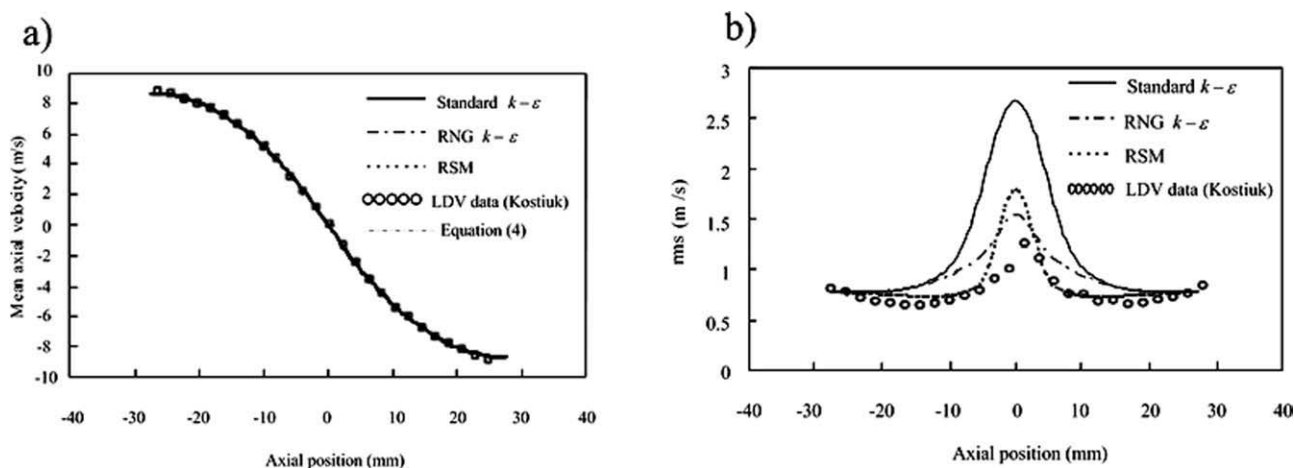 a)
Mean axial velocity (m/s)
10
8
6
4
2
0
-2
-4
-6
-8
-10
-40
-30
-20
-10
0
10
20
30
40
Axial position (mm)
Standard k – ε
RNG k – ε
RSM
LDV data (Kostiuk)
Equation (4)
b)
rms (m /s)
3
2.5
2
1.5
1
0.5
0
-40
-30
-20
-10
0
10
20
30
40
Axial position (mm)
Standard k – ε
RNG k – ε
RSM
LDV data (Kostiuk)